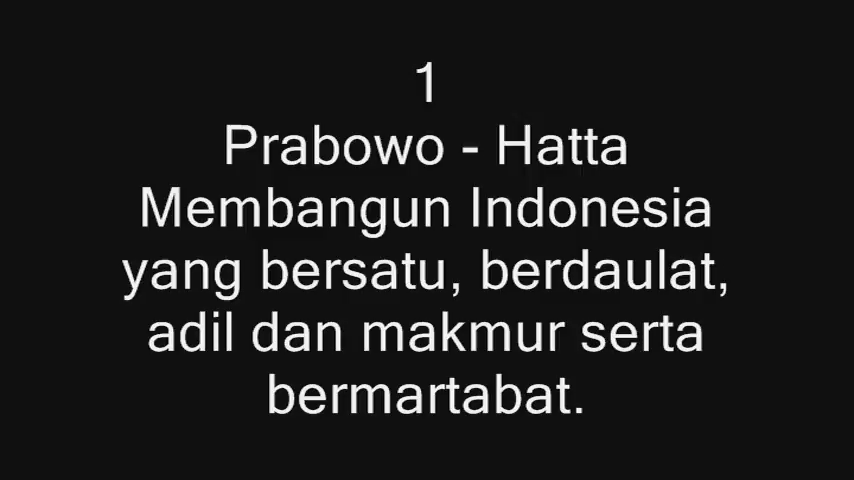 1
Prabowo - Hatta
Membangun Indonesia
yang bersatu, berdaulat,
adil dan makmur serta
bermartabat.